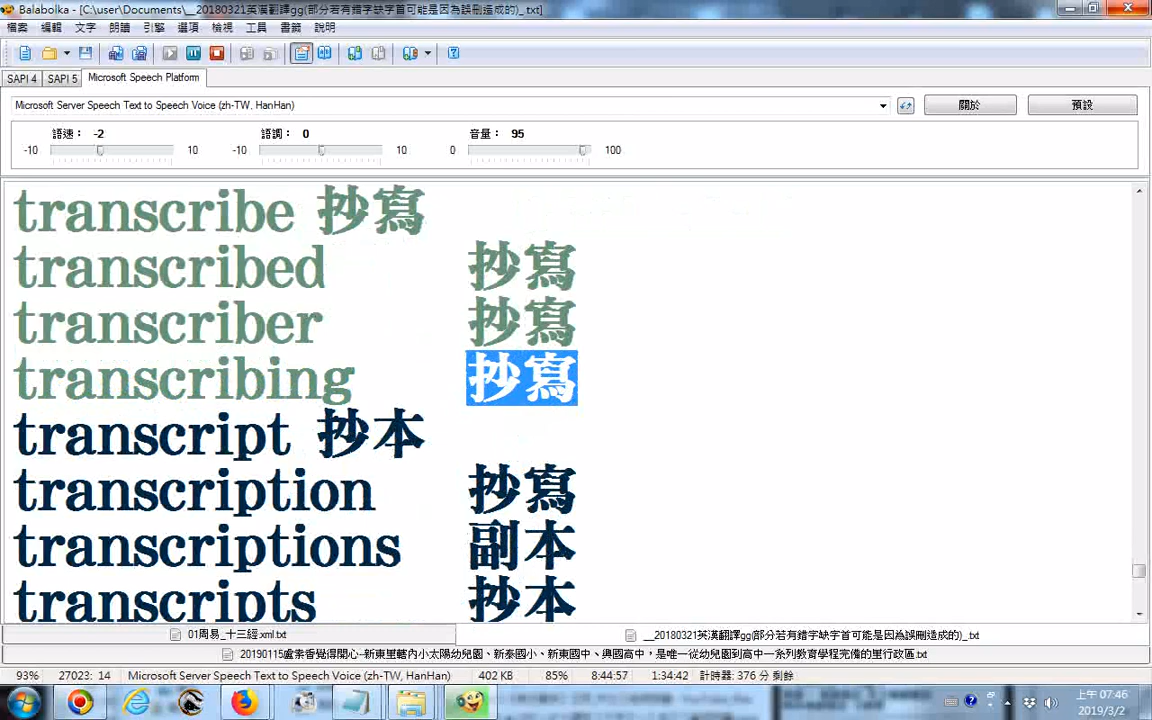 Balabolka - [C:\user\Documents\__20180321英漢翻譯gg(部分若有錯字缺字首可能是因為誤刪造成的)_.txt]
檔案 編輯 文字 朗讀 引擎 選項 檢視 工具 書籤 說明
SAPI 4 SAPI 5 Microsoft Speech Platform
Microsoft Server Speech Text to Speech Voice (zh-TW, HanHan) 關於 預設
語速： -2 語調： 0 音量： 95
-10 10 -10 10 0 100
transcribe 抄寫
transcribed 抄寫
transcriber 抄寫
transcribing 抄寫
transcript 抄本
transcription 抄寫
transcriptions 副本
transcripts 抄本
01周易_十三經.xml.txt __20180321英漢翻譯gg(部分若有錯字缺字首可能是因為誤刪造成的)_.txt
20190115盧素香覺得開心-新東里轄內小太陽幼兒園、新泰國小、新東國中、興國高中，是唯一從幼兒園到高中一系列教育學程完備的里行政區.txt
93% 27023: 14 Microsoft Server Speech Text to Speech Voice (zh-TW, HanHan) 402 KB 85% 8:44:57 1:34:42 計時器: 376 分 剩餘
上午 07:46
2019/3/2